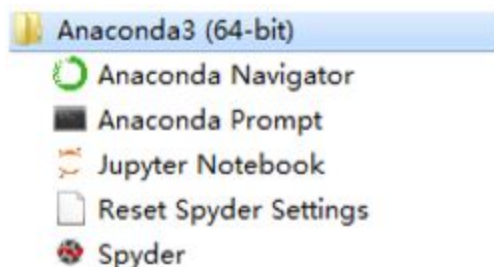 Anaconda3 (64-bit)
Anaconda Navigator
Anaconda Prompt
Jupyter Notebook
Reset Spyder Settings
Spyder